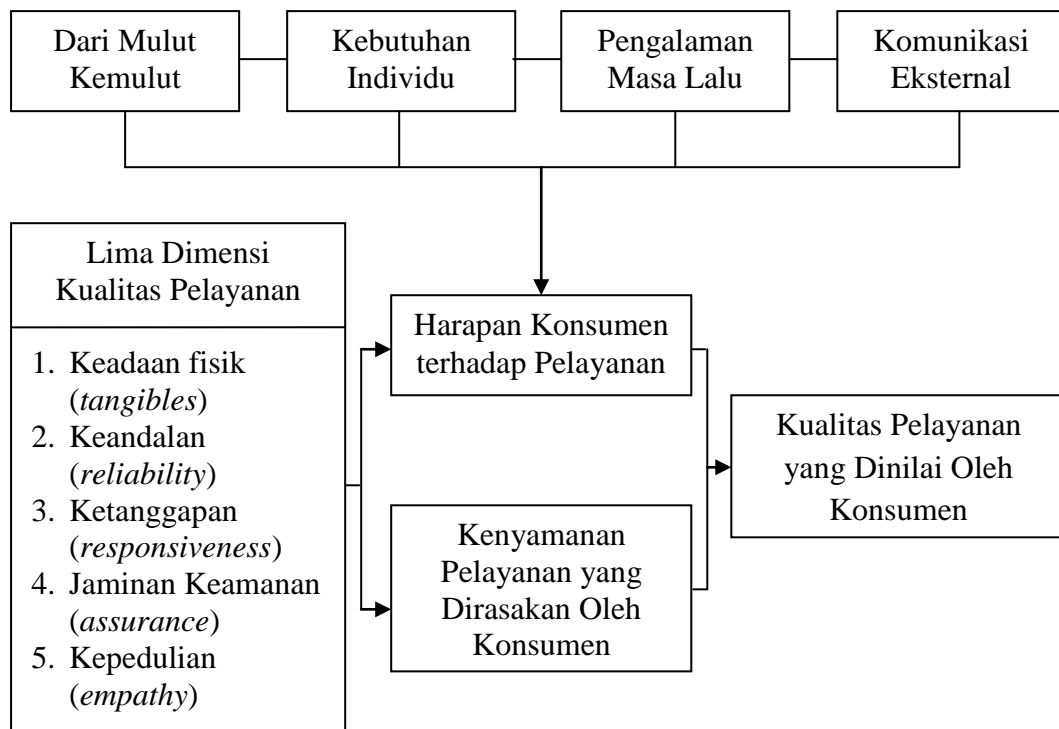 Dari Mulut
Kemulut
Kebutuhan
Individu
Pengalaman
Masa Lalu
Komunikasi
Eksternal
Lima Dimensi
Kualitas Pelayanan
1. Keadaan fisik
(tangibles)
2. Keandalan
(reliability)
3. Ketanggapan
(responsiveness)
4. Jaminan Keamanan
(assurance)
5. Kepedulian
(empathy)
Harapan Konsumen
terhadap Pelayanan
Kenyamanan
Pelayanan yang
Dirasakan Oleh
Konsumen
Kualitas Pelayanan
yang Dinilai Oleh
Konsumen